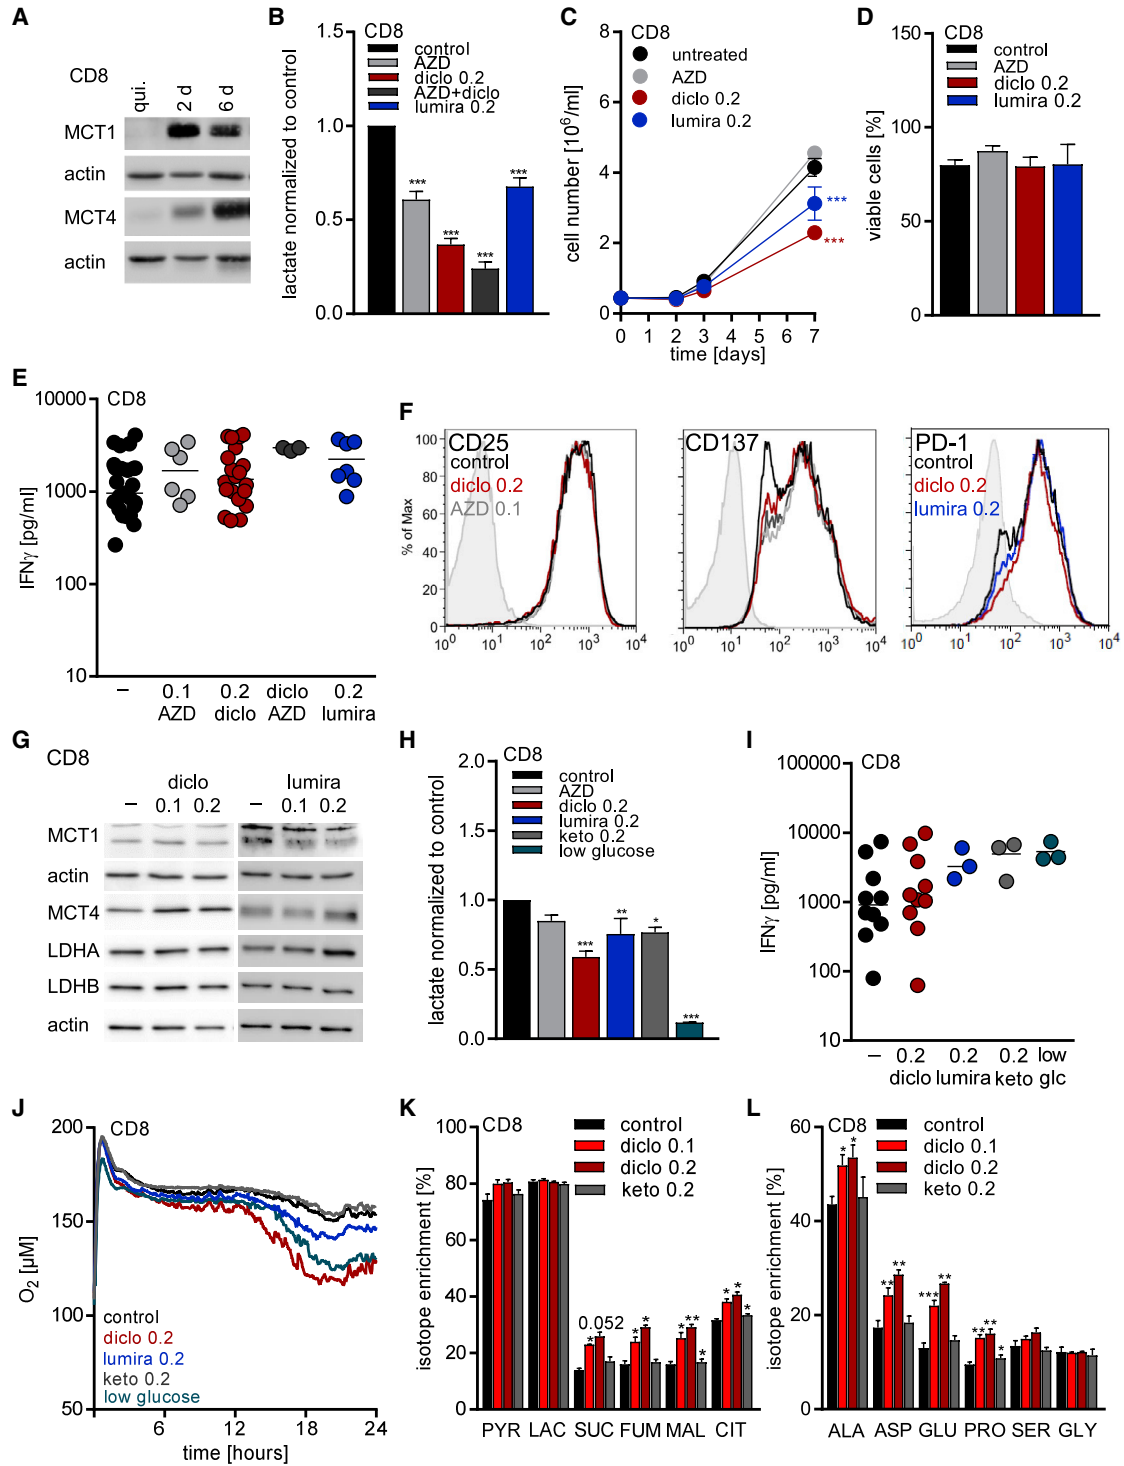 A
CD8
qui.
2 d
6 d
MCT1
actin
MCT4
actin
B
CD8
control
AZD
diclo 0.2
AZD+diclo
lumira 0.2
lactate normalized to control
1.5
1.0
0.5
0.0
***
***
***
***
C
CD8
untreated
AZD
diclo 0.2
lumira 0.2
cell number [10⁶/ml]
8
6
4
2
0
***
***
0 1 2 3 4 5 6 7
time [days]
D
CD8
control
AZD
diclo 0.2
lumira 0.2
viable cells [%]
150
100
50
0
E
CD8
IFNγ [pg/ml]
10000
1000
100
10
– 0.1 0.2 diclo 0.2
AZD diclo AZD lumira
F
CD25
control
diclo 0.2
AZD 0.1
% of Max
100
80
60
40
20
0
10⁰ 10¹ 10² 10³ 10⁴
CD137
10⁰ 10¹ 10² 10³ 10⁴
PD-1
control
diclo 0.2
lumira 0.2
10⁰ 10¹ 10² 10³ 10⁴
G
CD8
diclo lumira
– 0.1 0.2 – 0.1 0.2
MCT1
actin
MCT4
LDHA
LDHB
actin
H
CD8
control
AZD
diclo 0.2
lumira 0.2
keto 0.2
low glucose
lactate normalized to control
2.0
1.5
1.0
0.5
0.0
***
**
*
***
I
CD8
IFNγ [pg/ml]
100000
10000
1000
100
10
– 0.2 0.2 0.2 low
diclo lumira keto glc
J
CD8
O₂ [µM]
200
150
100
50
control
diclo 0.2
lumira 0.2
keto 0.2
low glucose
6 12 18 24
time [hours]
K
CD8
control
diclo 0.1
diclo 0.2
keto 0.2
isotope enrichment [%]
100
80
60
40
20
0
* 0.052
* *
* ** *
* * *
PYR LAC SUC FUM MAL CIT
L
CD8
control
diclo 0.1
diclo 0.2
keto 0.2
isotope enrichment [%]
60
40
20
0
* *
** **
*** **
** ** *
ALA ASP GLU PRO SER GLY